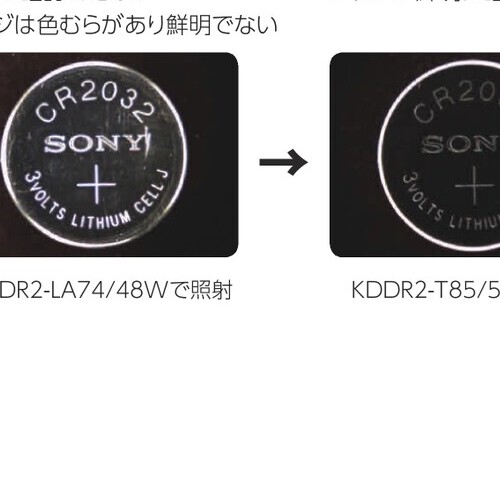 ジは色むらがあり鮮明でない
CR2032
SONY
+
3VOLTS LITHIUM CELL J
→
CR20
SON
+
3VOLTS LITHIU
DR2-LA74/48Wで照射
KDDR2-T85/5